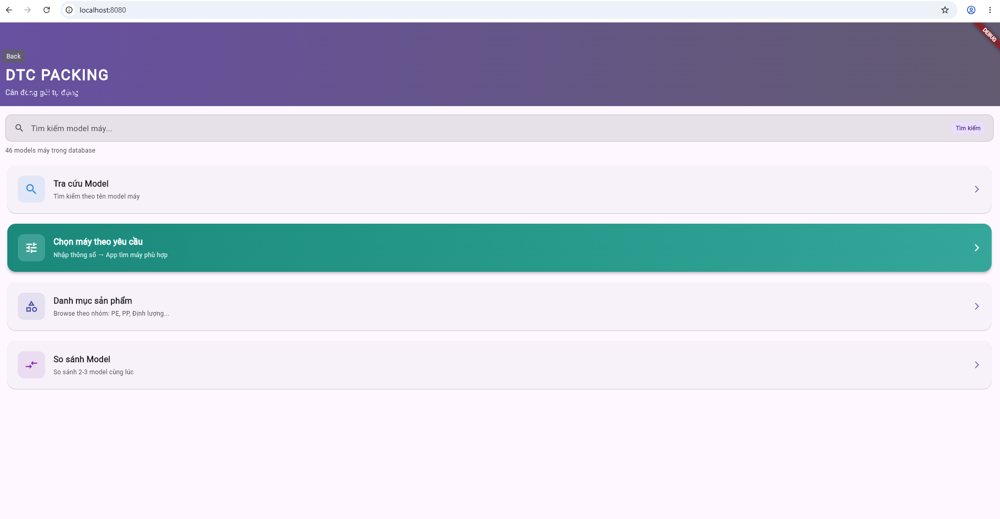 localhost:8080
DEBUG
Back
DTC PACKING
Cân đóng gói tự động
Tìm kiếm model máy...
Tìm kiếm
46 models máy trong database
Tra cứu Model
Tìm kiếm theo tên model máy
Chọn máy theo yêu cầu
Nhập thông số → App tìm máy phù hợp
Danh mục sản phẩm
Browse theo nhóm: PE, PP, Định lượng...
So sánh Model
So sánh 2-3 model cùng lúc